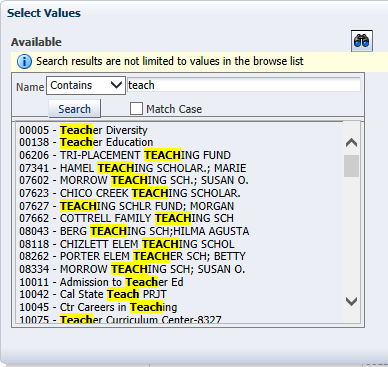 Select Values
Available
Search results are not limited to values in the browse list
Name Contains teach
Search Match Case
00005 - Teacher Diversity
00138 - Teacher Education
06206 - TRI-PLACEMENT TEACHING FUND
07341 - HAMEL TEACHING SCHOLAR.; MARIE
07602 - MORROW TEACHING SCH.; SUSAN O.
07623 - CHICO CREEK TEACHING SCHOLAR.
07627 - TEACHING SCHLR FUND; MORGAN
07662 - COTTRELL FAMILY TEACHING SCH
08043 - BERG TEACHING SCH;HILMA AGUSTA
08118 - CHIZLETT ELEM TEACHING SCHOL
08262 - PORTER ELEM TEACHER SCH; BETTY
08334 - MORROW TEACHING SCH; SUSAN O.
10011 - Admission to Teacher Ed
10042 - Cal State Teach PRJT
10045 - Ctr Careers in Teaching
10075 - Teacher Curriculum Center-8327